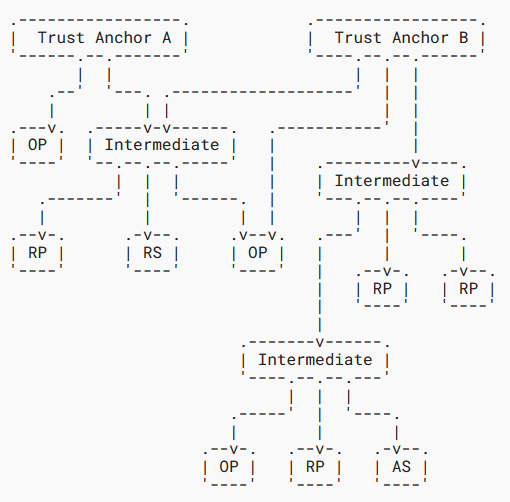 Trust Anchor A Trust Anchor B
OP Intermediate
Intermediate
RP RS OP
RP RP
Intermediate
OP RP AS